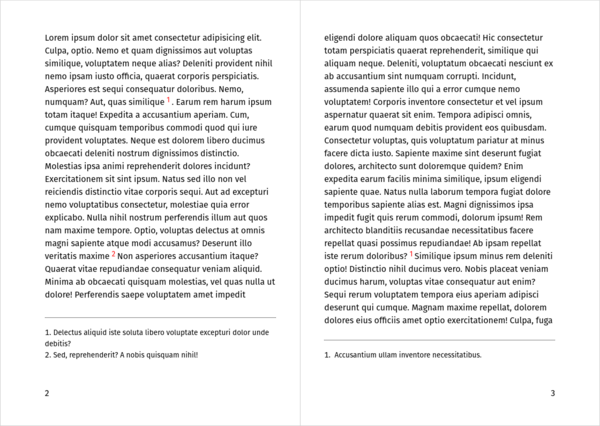 Lorem ipsum dolor sit amet consectetur adipisicing elit.
Culpa, optio. Nemo et quam dignissimos aut voluptas
similique, voluptatem neque alias? Deleniti provident nihil
nemo ipsam iusto officia, quaerat corporis perspiciatis.
Asperiores est sequi consequatur doloribus. Nemo,
numquam? Aut, quas similique 1 . Earum rem harum ipsum
totam itaque! Expedita a accusantium aperiam. Cum,
cumque quisquam temporibus commodi quod qui iure
provident voluptates. Neque est dolorem libero ducimus
obcaecati deleniti nostrum dignissimos distinctio.
Molestias ipsa animi reprehenderit dolores incidunt?
Exercitationem sit sint ipsum. Natus sed illo non vel
reiciendis distinctio vitae corporis sequi. Aut ad excepturi
nemo voluptatibus consectetur, molestiae quia error
explicabo. Nulla nihil nostrum perferendis illum aut quos
nam maxime tempore. Optio, voluptas delectus at omnis
magni sapiente atque modi accusamus? Deserunt illo
veritatis maxime 2 Non asperiores accusantium itaque?
Quaerat vitae repudiandae consequatur veniam aliquid.
Minima ab obcaecati quisquam molestias, vel quas nulla ut
dolore! Perferendis saepe voluptatem amet impedit
1. Delectus aliquid iste soluta libero voluptate excepturi dolor unde
debitis?
2. Sed, reprehenderit? A nobis quisquam nihil!
2
eligendi dolore aliquam quos obcaecati! Hic consectetur
totam perspiciatis quaerat reprehenderit, similique qui
aliquam neque. Deleniti, voluptatum obcaecati nesciunt ex
ab accusantium sint numquam corrupti. Incidunt,
assumenda sapiente illo qui a error cumque nemo
voluptatem! Corporis inventore consectetur et vel ipsum
aspernatur quaerat sit enim. Tempora adipisci omnis,
earum quod numquam debitis provident eos quibusdam.
Consectetur voluptas, quis voluptatum pariatur at minus
facere dicta iusto. Sapiente maxime sint deserunt fugiat
dolores, architecto sunt doloremque quidem? Enim
expedita earum facilis minima similique, ipsum eligendi
sapiente quae. Natus nulla laborum tempora fugiat dolore
temporibus sapiente alias est. Magni dignissimos ipsa
impedit fugit quis rerum commodi, dolorum ipsum! Rem
architecto blanditiis recusandae necessitatibus facere
repellat quasi possimus repudiandae! Ab ipsam repellat
iste rerum doloribus? 1 Similique ipsum minus rem deleniti
optio! Distinctio nihil ducimus vero. Nobis placeat veniam
ducimus harum, voluptas vitae consequatur aut enim?
Sequi rerum voluptatem tempora eius aperiam adipisci
deserunt qui cumque. Magnam maxime repellat, dolorem
dolores eius officiis amet optio exercitationem! Culpa, fuga
1. Accusantium ullam inventore necessitatibus.
3